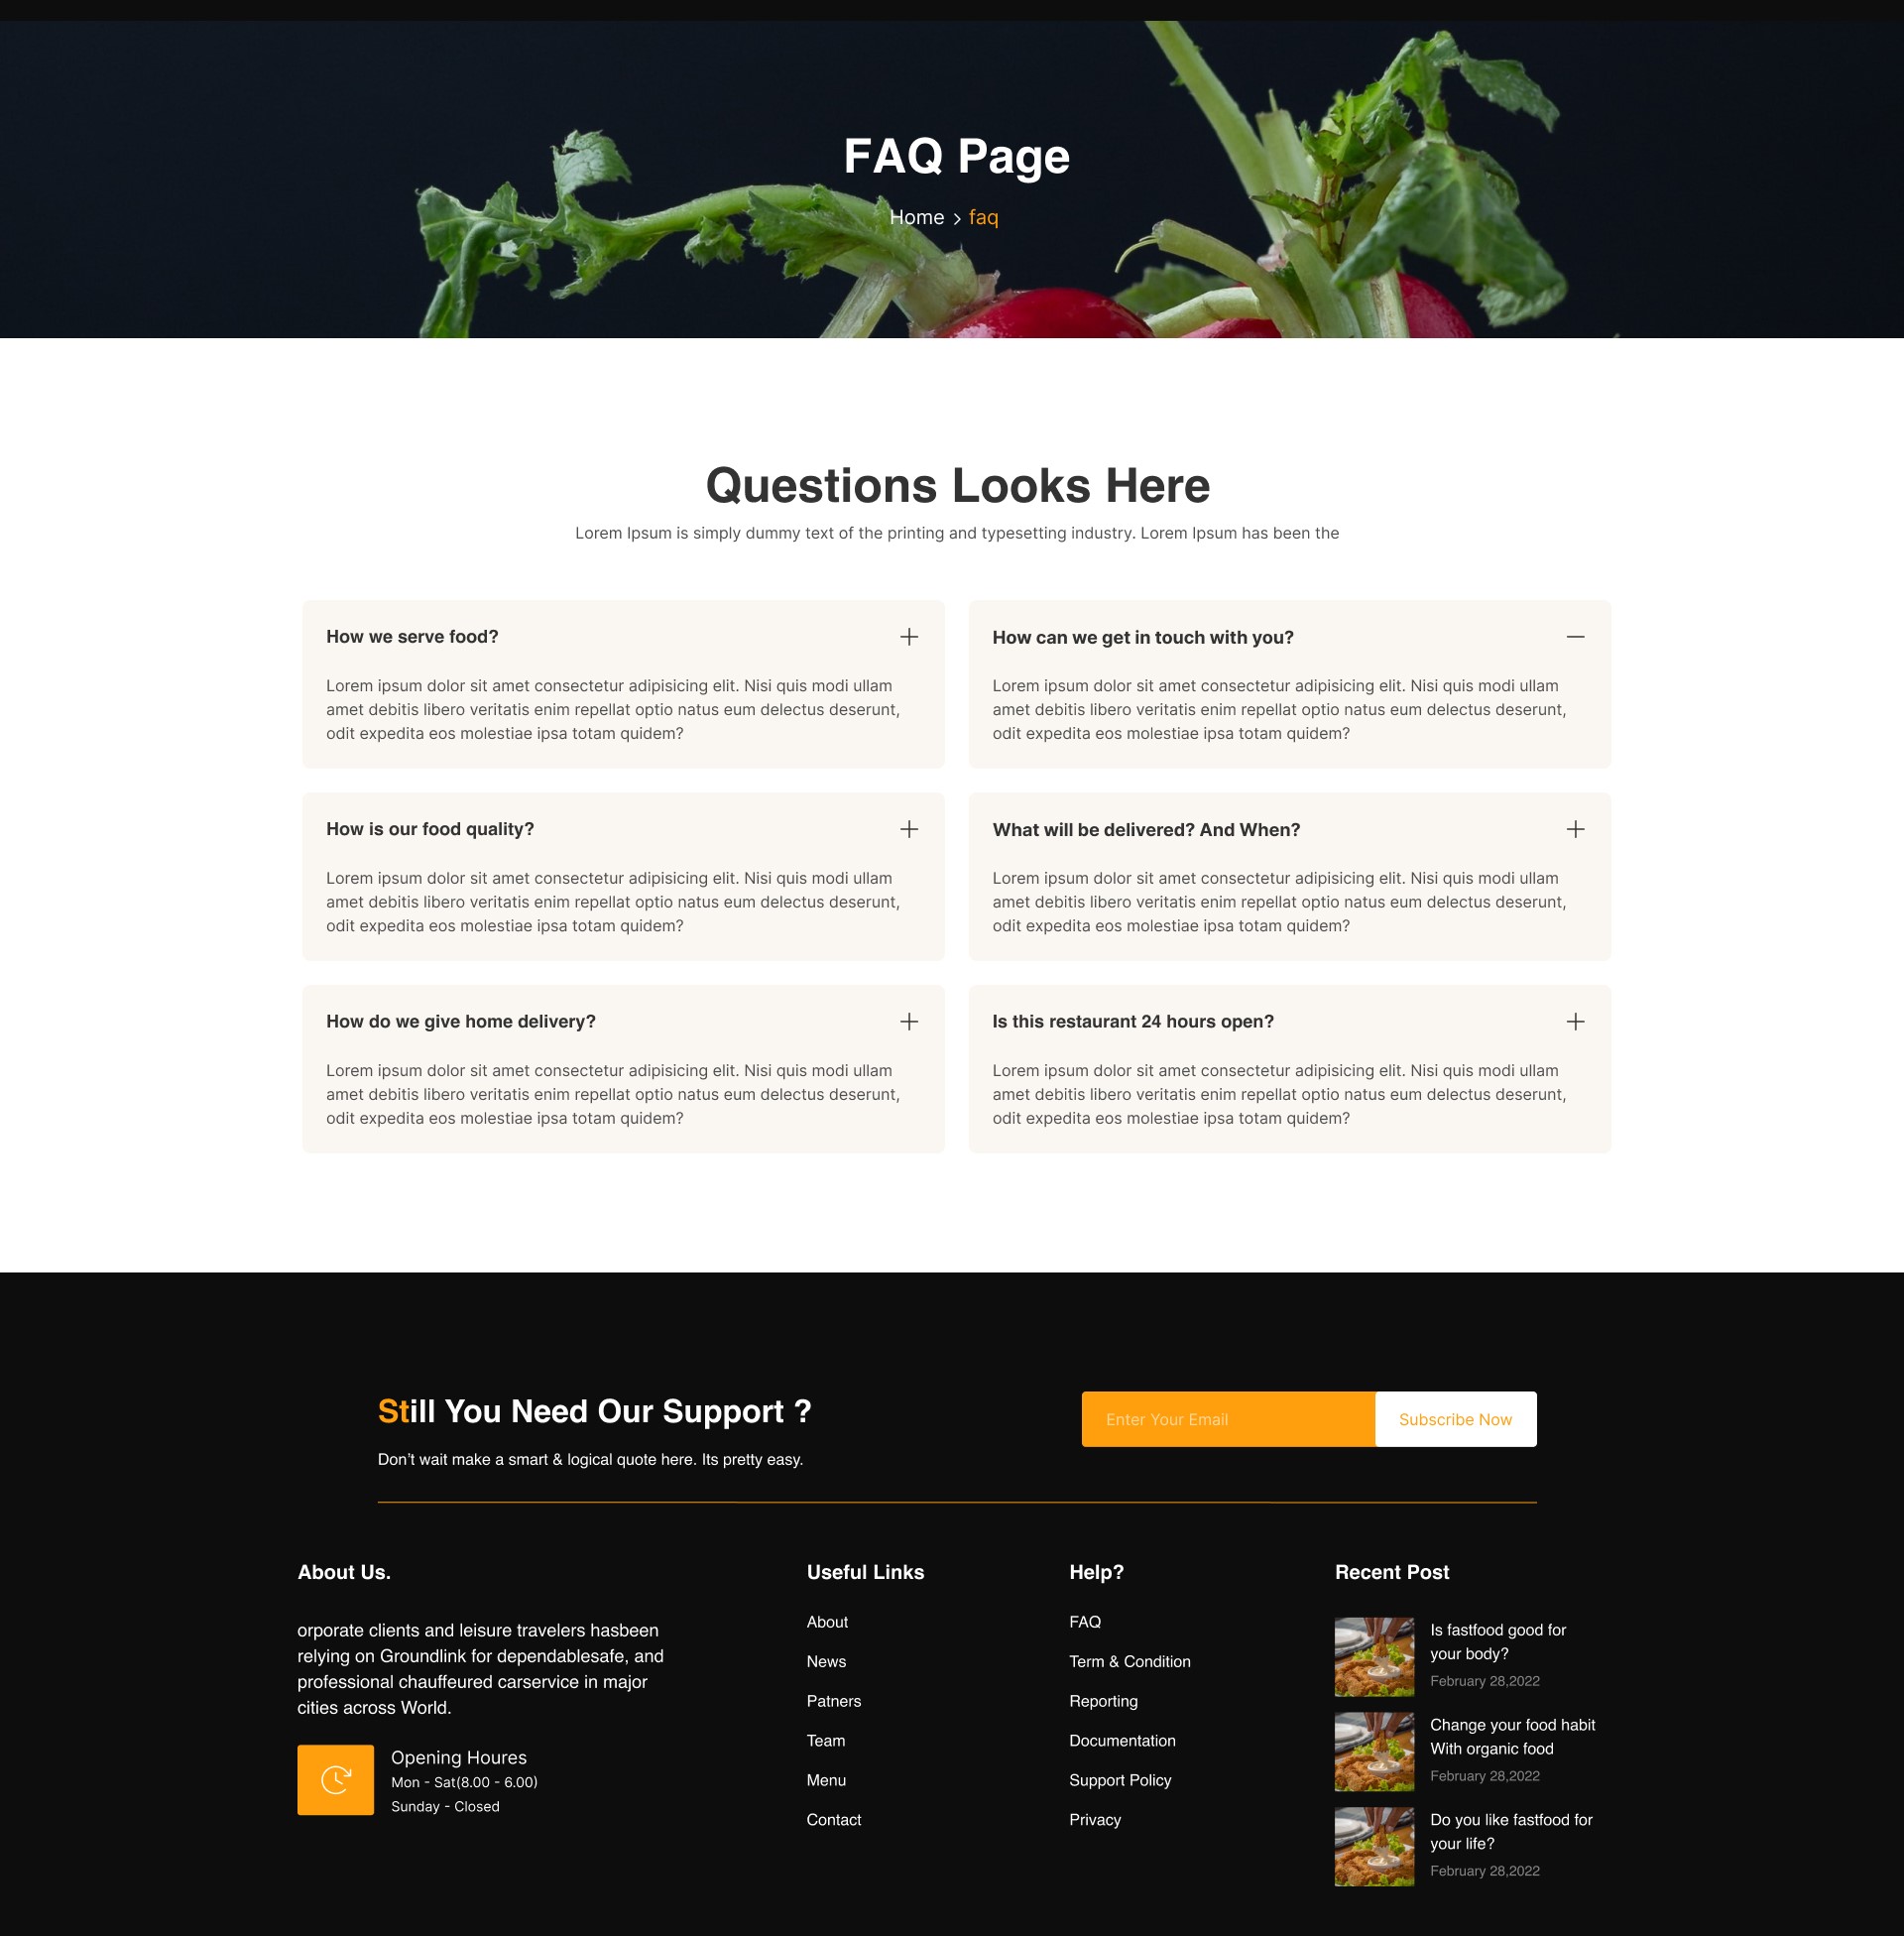 FAQ Page
Home > faq
Questions Looks Here
Lorem Ipsum is simply dummy text of the printing and typesetting industry. Lorem Ipsum has been the
How we serve food?
Lorem ipsum dolor sit amet consectetur adipisicing elit. Nisi quis modi ullam
amet debitis libero veritatis enim repellat optio natus eum delectus deserunt,
odit expedita eos molestiae ipsa totam quidem?
How can we get in touch with you?
Lorem ipsum dolor sit amet consectetur adipisicing elit. Nisi quis modi ullam
amet debitis libero veritatis enim repellat optio natus eum delectus deserunt,
odit expedita eos molestiae ipsa totam quidem?
How is our food quality?
Lorem ipsum dolor sit amet consectetur adipisicing elit. Nisi quis modi ullam
amet debitis libero veritatis enim repellat optio natus eum delectus deserunt,
odit expedita eos molestiae ipsa totam quidem?
What will be delivered? And When?
Lorem ipsum dolor sit amet consectetur adipisicing elit. Nisi quis modi ullam
amet debitis libero veritatis enim repellat optio natus eum delectus deserunt,
odit expedita eos molestiae ipsa totam quidem?
How do we give home delivery?
Lorem ipsum dolor sit amet consectetur adipisicing elit. Nisi quis modi ullam
amet debitis libero veritatis enim repellat optio natus eum delectus deserunt,
odit expedita eos molestiae ipsa totam quidem?
Is this restaurant 24 hours open?
Lorem ipsum dolor sit amet consectetur adipisicing elit. Nisi quis modi ullam
amet debitis libero veritatis enim repellat optio natus eum delectus deserunt,
odit expedita eos molestiae ipsa totam quidem?
Still You Need Our Support ?
Don’t wait make a smart & logical quote here. Its pretty easy.
Enter Your Email
Subscribe Now
About Us.
orporate clients and leisure travelers hasbeen
relying on Groundlink for dependablesafe, and
professional chauffeured carservice in major
cities across World.
Opening Houres
Mon - Sat(8.00 - 6.00)
Sunday - Closed
Useful Links
About
News
Patners
Team
Menu
Contact
Help?
FAQ
Term & Condition
Reporting
Documentation
Support Policy
Privacy
Recent Post
Is fastfood good for
your body?
February 28,2022
Change your food habit
With organic food
February 28,2022
Do you like fastfood for
your life?
February 28,2022